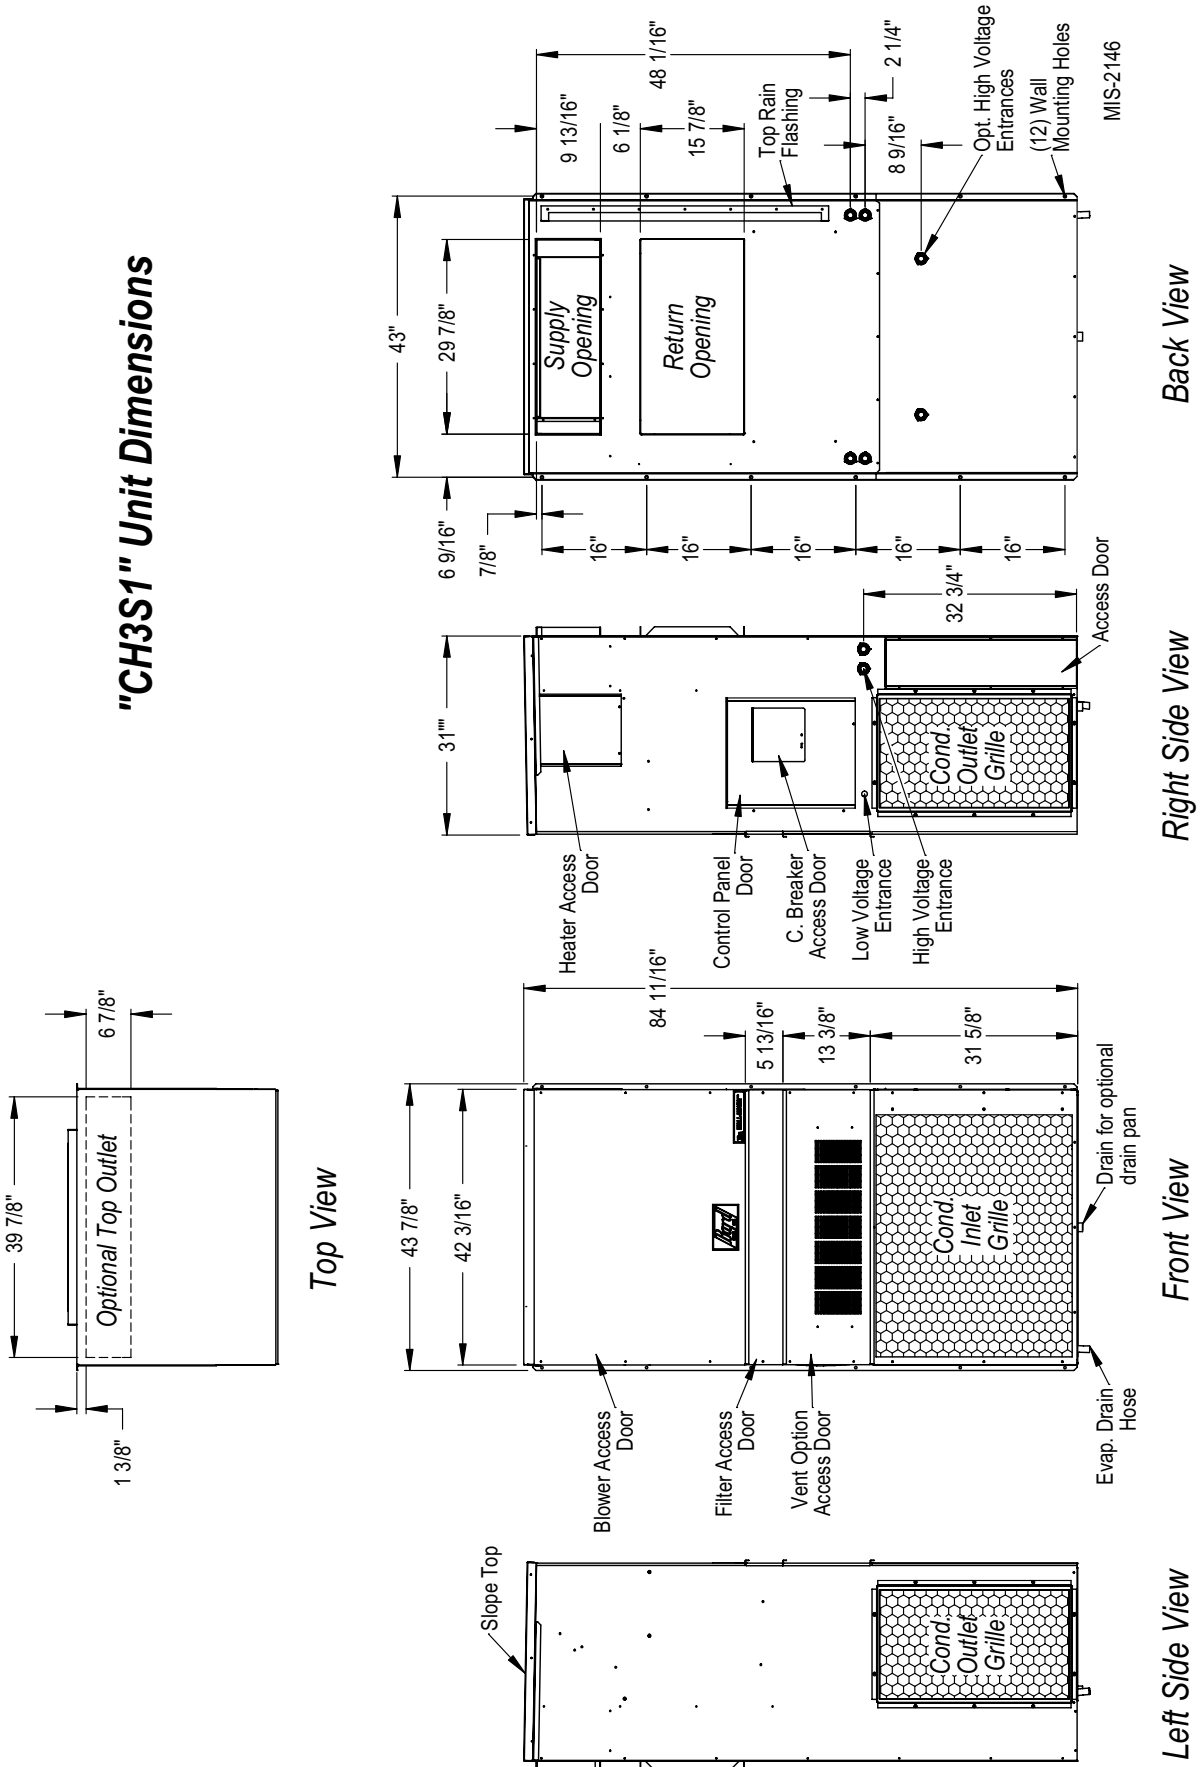 "CH3S1" Unit Dimensions
1 3/8"
39 7/8"
6 7/8"
Optional Top Outlet
Top View
Slope Top
Cond.
Outlet
Grille
Left Side View
43 7/8"
42 3/16"
Blower Access
Door
Filter Access
Door
Vent Option
Access Door
Evap. Drain
Hose
Bard
84 11/16"
5 13/16"
13 3/8"
31 5/8"
Cond.
Inlet
Grille
Drain for optional
drain pan
Front View
31""
Heater Access
Door
Control Panel
Door
C. Breaker
Access Door
Low Voltage
Entrance
High Voltage
Entrance
Cond.
Outlet
Grille
32 3/4"
Access Door
Right Side View
6 9/16"
43"
29 7/8"
7/8"
16"
16"
16"
16"
16"
Supply
Opening
Return
Opening
9 13/16"
6 1/8"
15 7/8"
48 1/16"
Top Rain
Flashing
2 1/4"
8 9/16"
Opt. High Voltage
Entrances
(12) Wall
Mounting Holes
MIS-2146
Back View